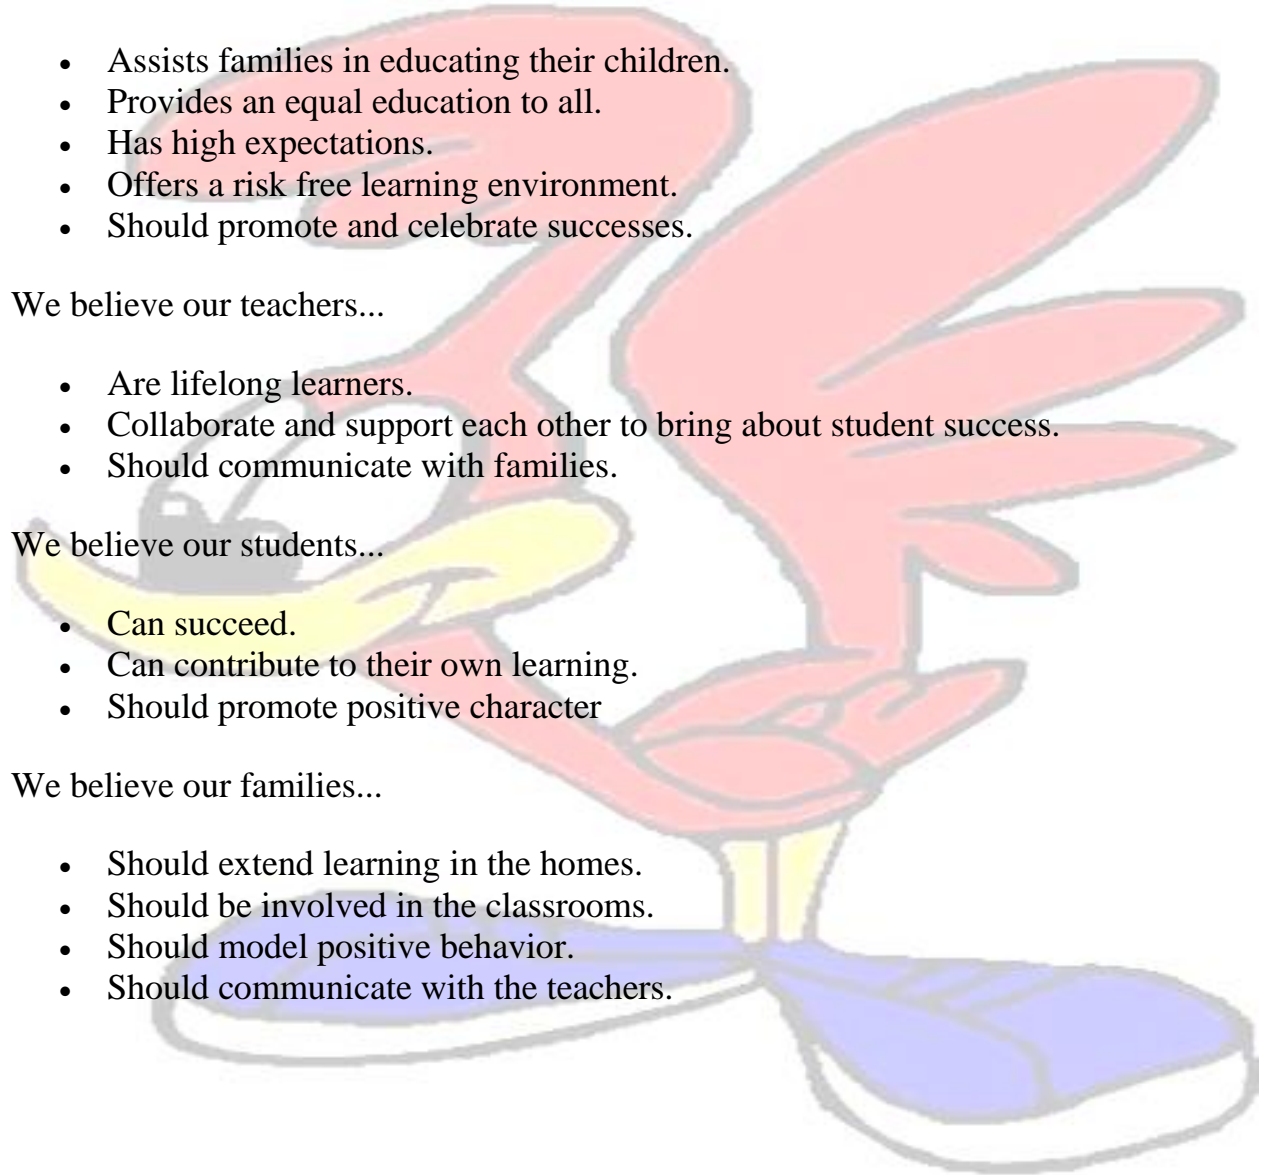 • Assists families in educating their children.
• Provides an equal education to all.
• Has high expectations.
• Offers a risk free learning environment.
• Should promote and celebrate successes.
We believe our teachers...
• Are lifelong learners.
• Collaborate and support each other to bring about student success.
• Should communicate with families.
We believe our students...
• Can succeed.
• Can contribute to their own learning.
• Should promote positive character
We believe our families...
• Should extend learning in the homes.
• Should be involved in the classrooms.
• Should model positive behavior.
• Should communicate with the teachers.